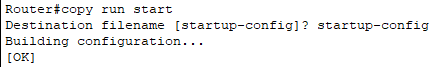 Router#copy run start
Destination filename [startup-config]? startup-config
Building configuration...
[OK]